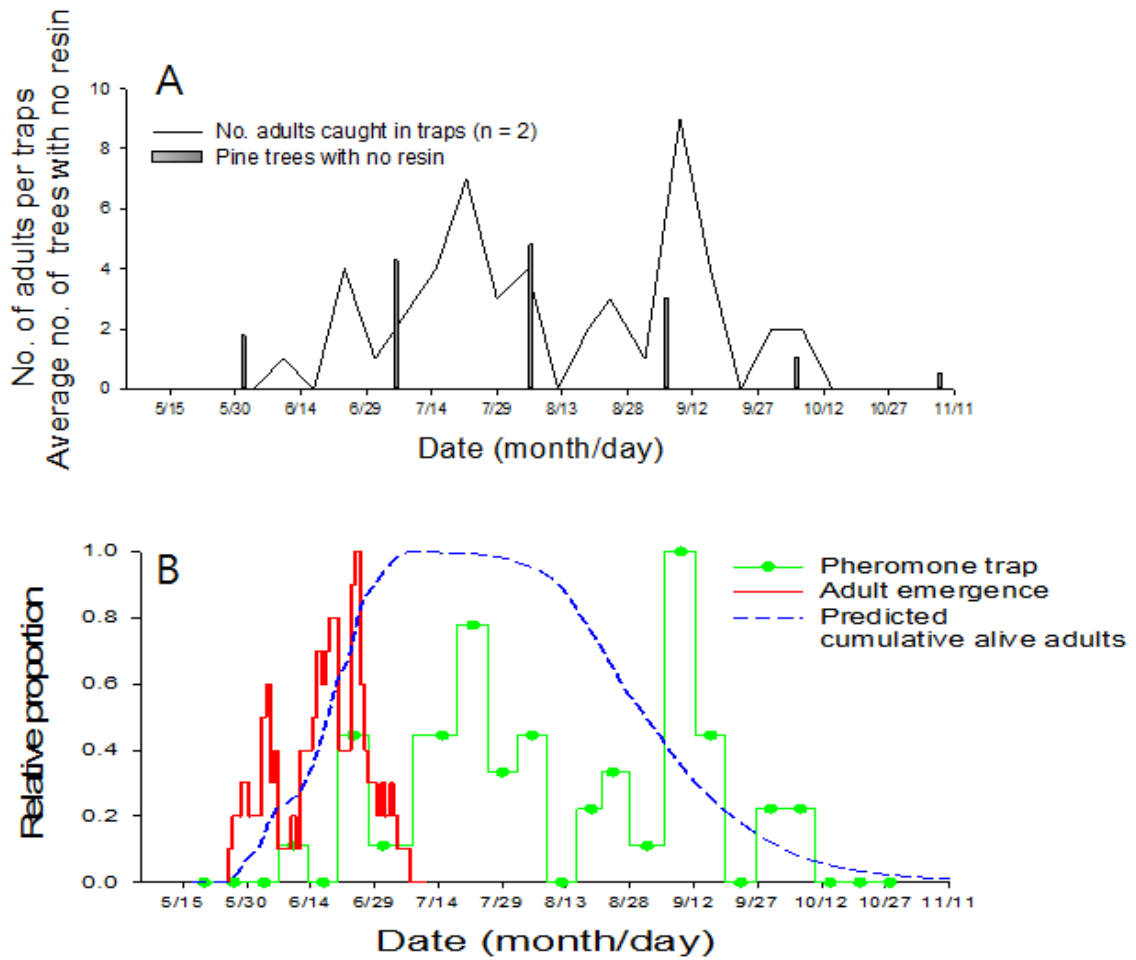 A
No. of adults per traps
Average no. of trees with no resin
10
8
6
4
2
0
No. adults caught in traps (n = 2)
Pine trees with no resin
5/15 5/30 6/14 6/29 7/14 7/29 8/13 8/28 9/12 9/27 10/12 10/27 11/11
Date (month/day)
B
Relative proportion
1.0
0.8
0.6
0.4
0.2
0.0
Pheromone trap
Adult emergence
Predicted
cumulative alive adults
5/15 5/30 6/14 6/29 7/14 7/29 8/13 8/28 9/12 9/27 10/12 10/27 11/11
Date (month/day)